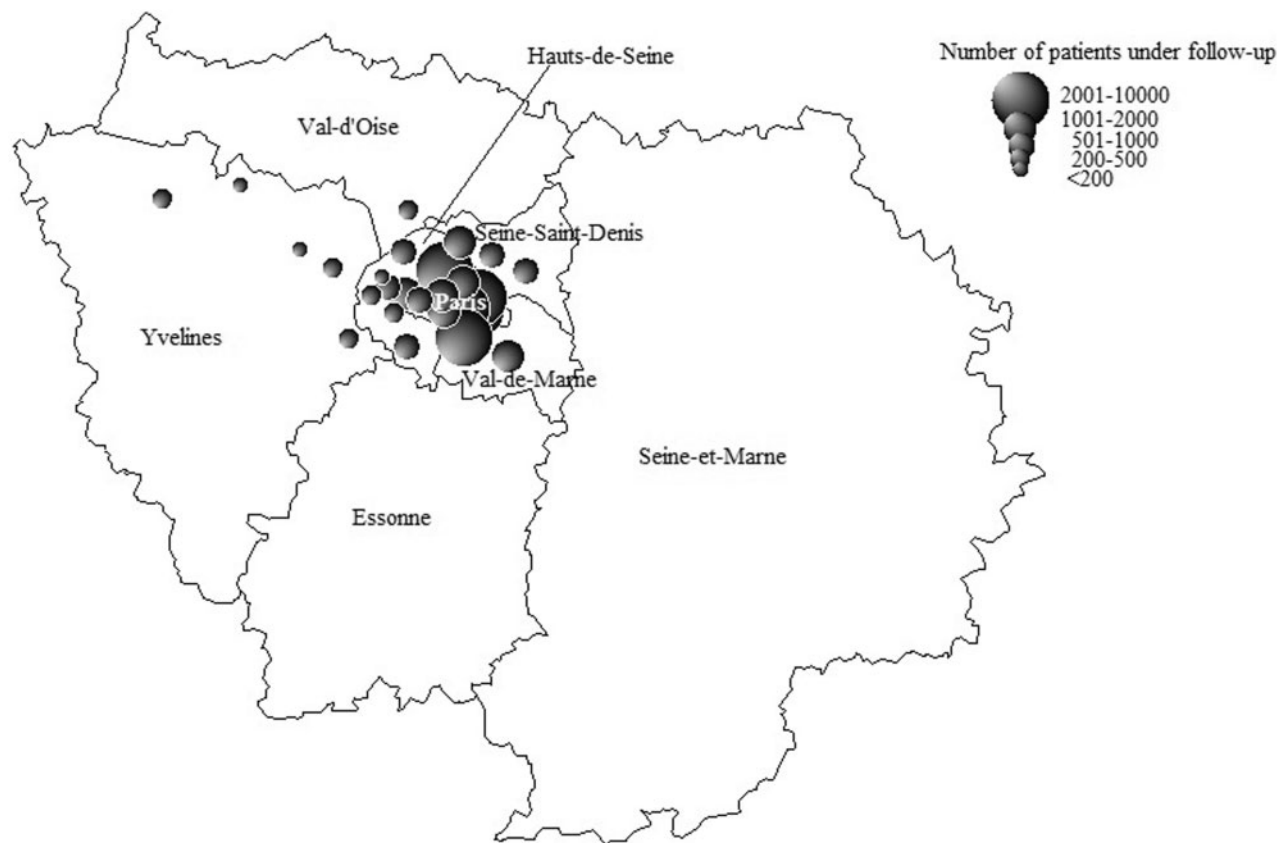 Hauts-de-Seine
Number of patients under follow-up
2001-10000
1001-2000
501-1000
200-500
<200
Val-d'Oise
Seine-Saint-Denis
Paris
Yvelines
Val-de-Marne
Seine-et-Marne
Essonne